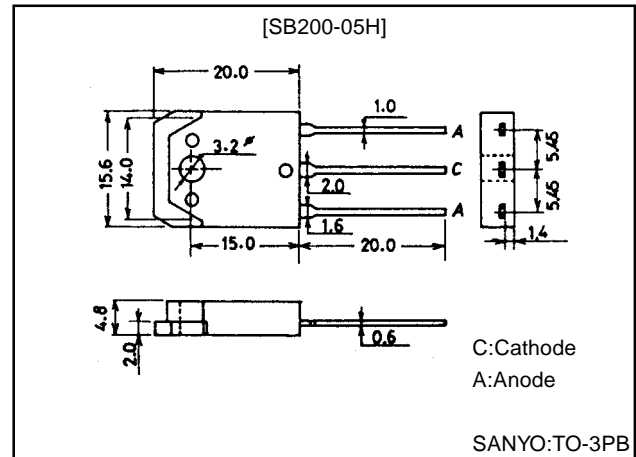 [SB200-05H]
20.0
1.0
A
3.2 ø
15.6
14.0
C
5.45
2.0
A
5.45
1.6
15.0
20.0
1.4
4.8
2.0
0.6
C:Cathode
A:Anode
SANYO:TO-3PB